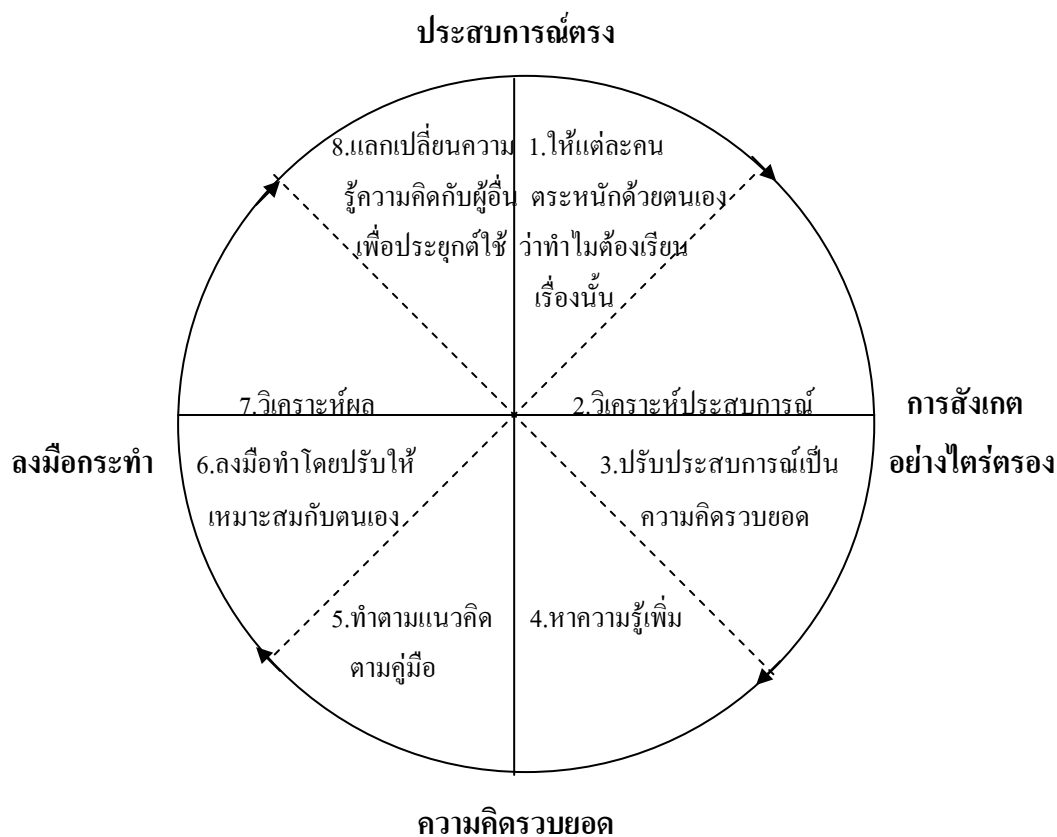 ประสบการณ์ตรง
8.แลกเปลี่ยนความ
รู้ความคิดกับผู้อื่น
เพื่อประยุกต์ใช้
1.ให้แต่ละคน
ตระหนักด้วยตนเอง
ว่าทำไมต้องเรียน
เรื่องนั้น
7.วิเคราะห์ผล
2.วิเคราะห์ประสบการณ์
การสังเกต
อย่างไตร่ตรอง
ลงมือกระทำ
6.ลงมือทำโดยปรับให้
เหมาะสมกับตนเอง
3.ปรับประสบการณ์เป็น
ความคิดรวบยอด
5.ทำตามแนวคิด
ตามคู่มือ
4.หาความรู้เพิ่ม
ความคิดรวบยอด